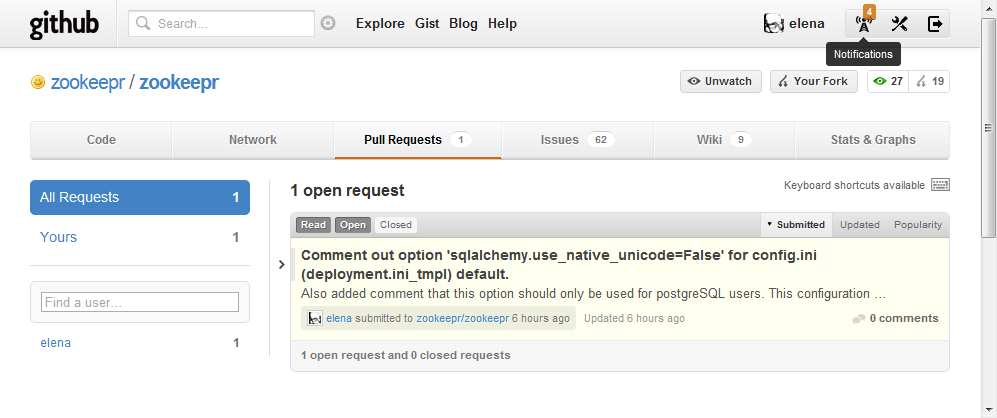 github
Search...
Explore Gist Blog Help
elena
4
Notifications
zookeepr / zookeepr
Unwatch
Your Fork
27
19
Code
Network
Pull Requests 1
Issues 62
Wiki 9
Stats & Graphs
All Requests 1
Yours 1
Find a user...
elena 1
1 open request
Keyboard shortcuts available
Read Open Closed
Submitted Updated Popularity
Comment out option 'sqlalchemy.use_native_unicode=False' for config.ini
(deployment.ini_tmpl) default.
Also added comment that this option should only be used for postgreSQL users. This configuration …
elena submitted to zookeepr/zookeepr 6 hours ago Updated 6 hours ago
0 comments
1 open request and 0 closed requests